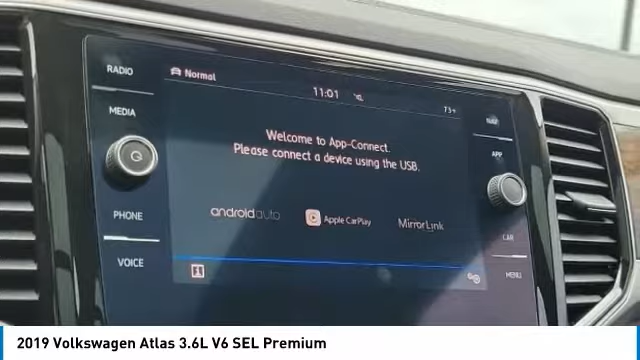 RADIO
Normal
11:01
73°
MEDIA
Welcome to App-Connect.
Please connect a device using the USB.
APP
androidauto
Apple CarPlay
MirrorLink
PHONE
CAR
VOICE
MENU
2019 Volkswagen Atlas 3.6L V6 SEL Premium